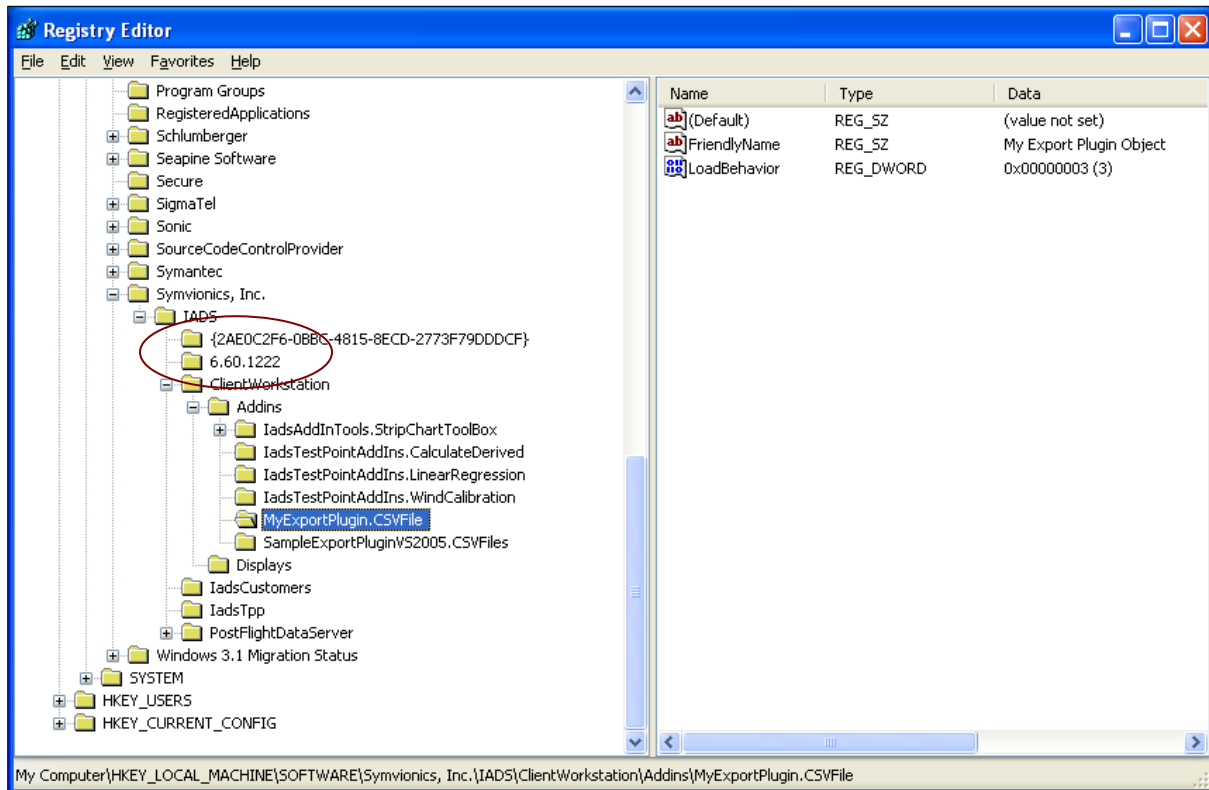 Registry Editor
File Edit View Favorites Help
Program Groups
RegisteredApplications
Schlumberger
Seapine Software
Secure
SigmaTel
Sonic
SourceCodeControlProvider
Symantec
Symvionics, Inc.
IADS
{2AE0C2F6-0BBC-4815-8ECD-2773F79DDDCF}
6.60.1222
ClientWorkstation
Addins
IadsAddInTools.StripChartToolBox
IadsTestPointAddIns.CalculateDerived
IadsTestPointAddIns.LinearRegression
IadsTestPointAddIns.WindCalibration
MyExportPlugin.CSVFile
SampleExportPluginVS2005.CSVFiles
Displays
IadsCustomers
IadsTpp
PostFlightDataServer
Windows 3.1 Migration Status
SYSTEM
HKEY_USERS
HKEY_CURRENT_CONFIG
Name Type Data
(Default) REG_SZ (value not set)
FriendlyName REG_SZ My Export Plugin Object
LoadBehavior REG_DWORD 0x00000003 (3)
My Computer\HKEY_LOCAL_MACHINE\SOFTWARE\Symvionics, Inc.\IADS\ClientWorkstation\Addins\MyExportPlugin.CSVFile